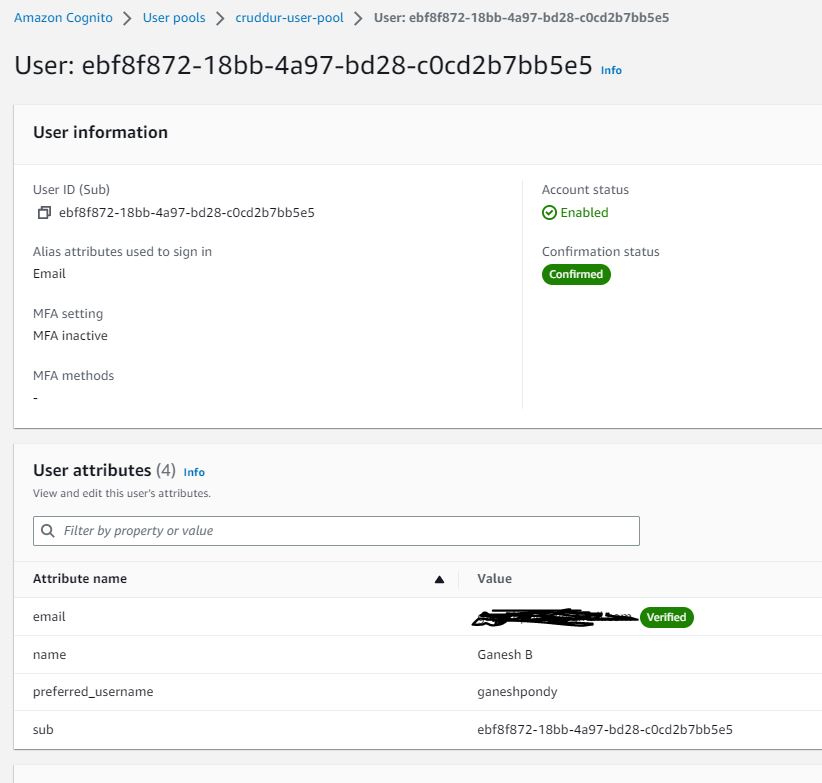 Amazon Cognito > User pools > cruddur-user-pool > User: ebf8f872-18bb-4a97-bd28-c0cd2b7bb5e5
User: ebf8f872-18bb-4a97-bd28-c0cd2b7bb5e5 Info
User information
User ID (Sub)
ebf8f872-18bb-4a97-bd28-c0cd2b7bb5e5
Alias attributes used to sign in
Email
MFA setting
MFA inactive
MFA methods
-
Account status
Enabled
Confirmation status
Confirmed
User attributes (4) Info
View and edit this user's attributes.
Filter by property or value
Attribute name Value
email Verified
name Ganesh B
preferred_username ganeshpondy
sub ebf8f872-18bb-4a97-bd28-c0cd2b7bb5e5